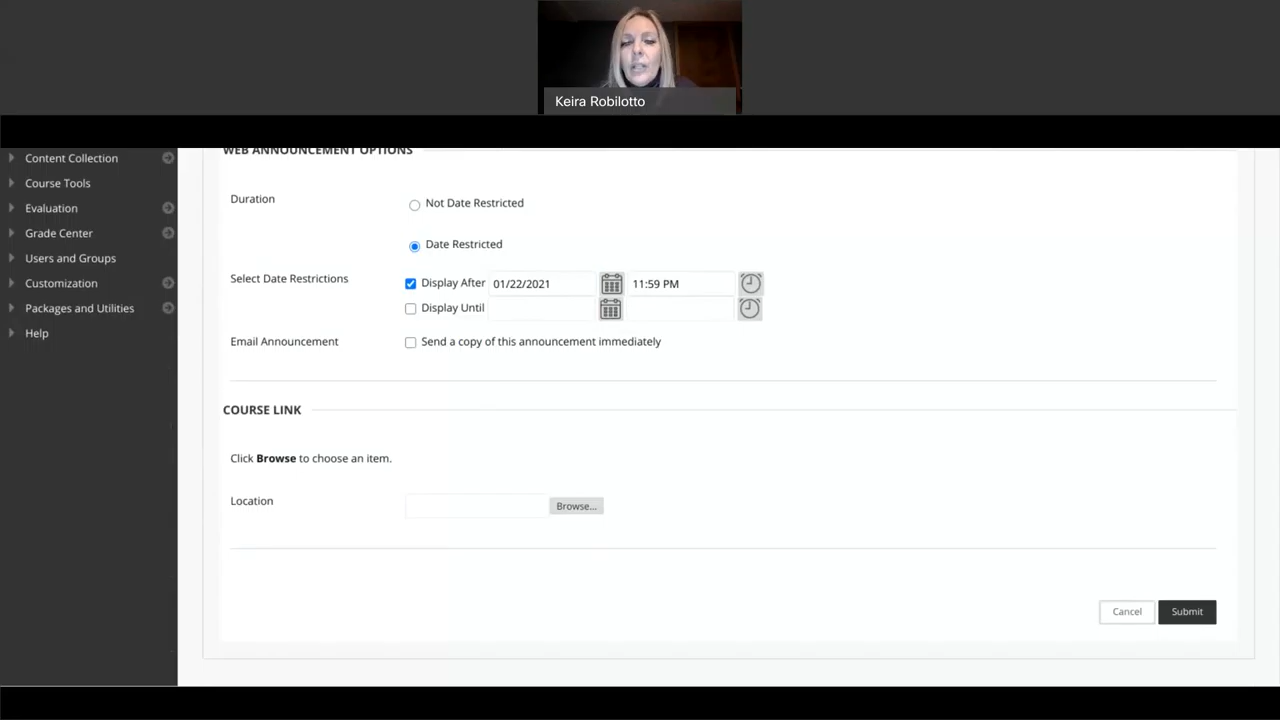 Keira Robilotto
Content Collection
Course Tools
Evaluation
Grade Center
Users and Groups
Customization
Packages and Utilities
Help
WEB ANNOUNCEMENT OPTIONS
Duration
Not Date Restricted
Date Restricted
Select Date Restrictions
Display After 01/22/2021 11:59 PM
Display Until
Email Announcement
Send a copy of this announcement immediately
COURSE LINK
Click Browse to choose an item.
Location
Browse...
Cancel Submit